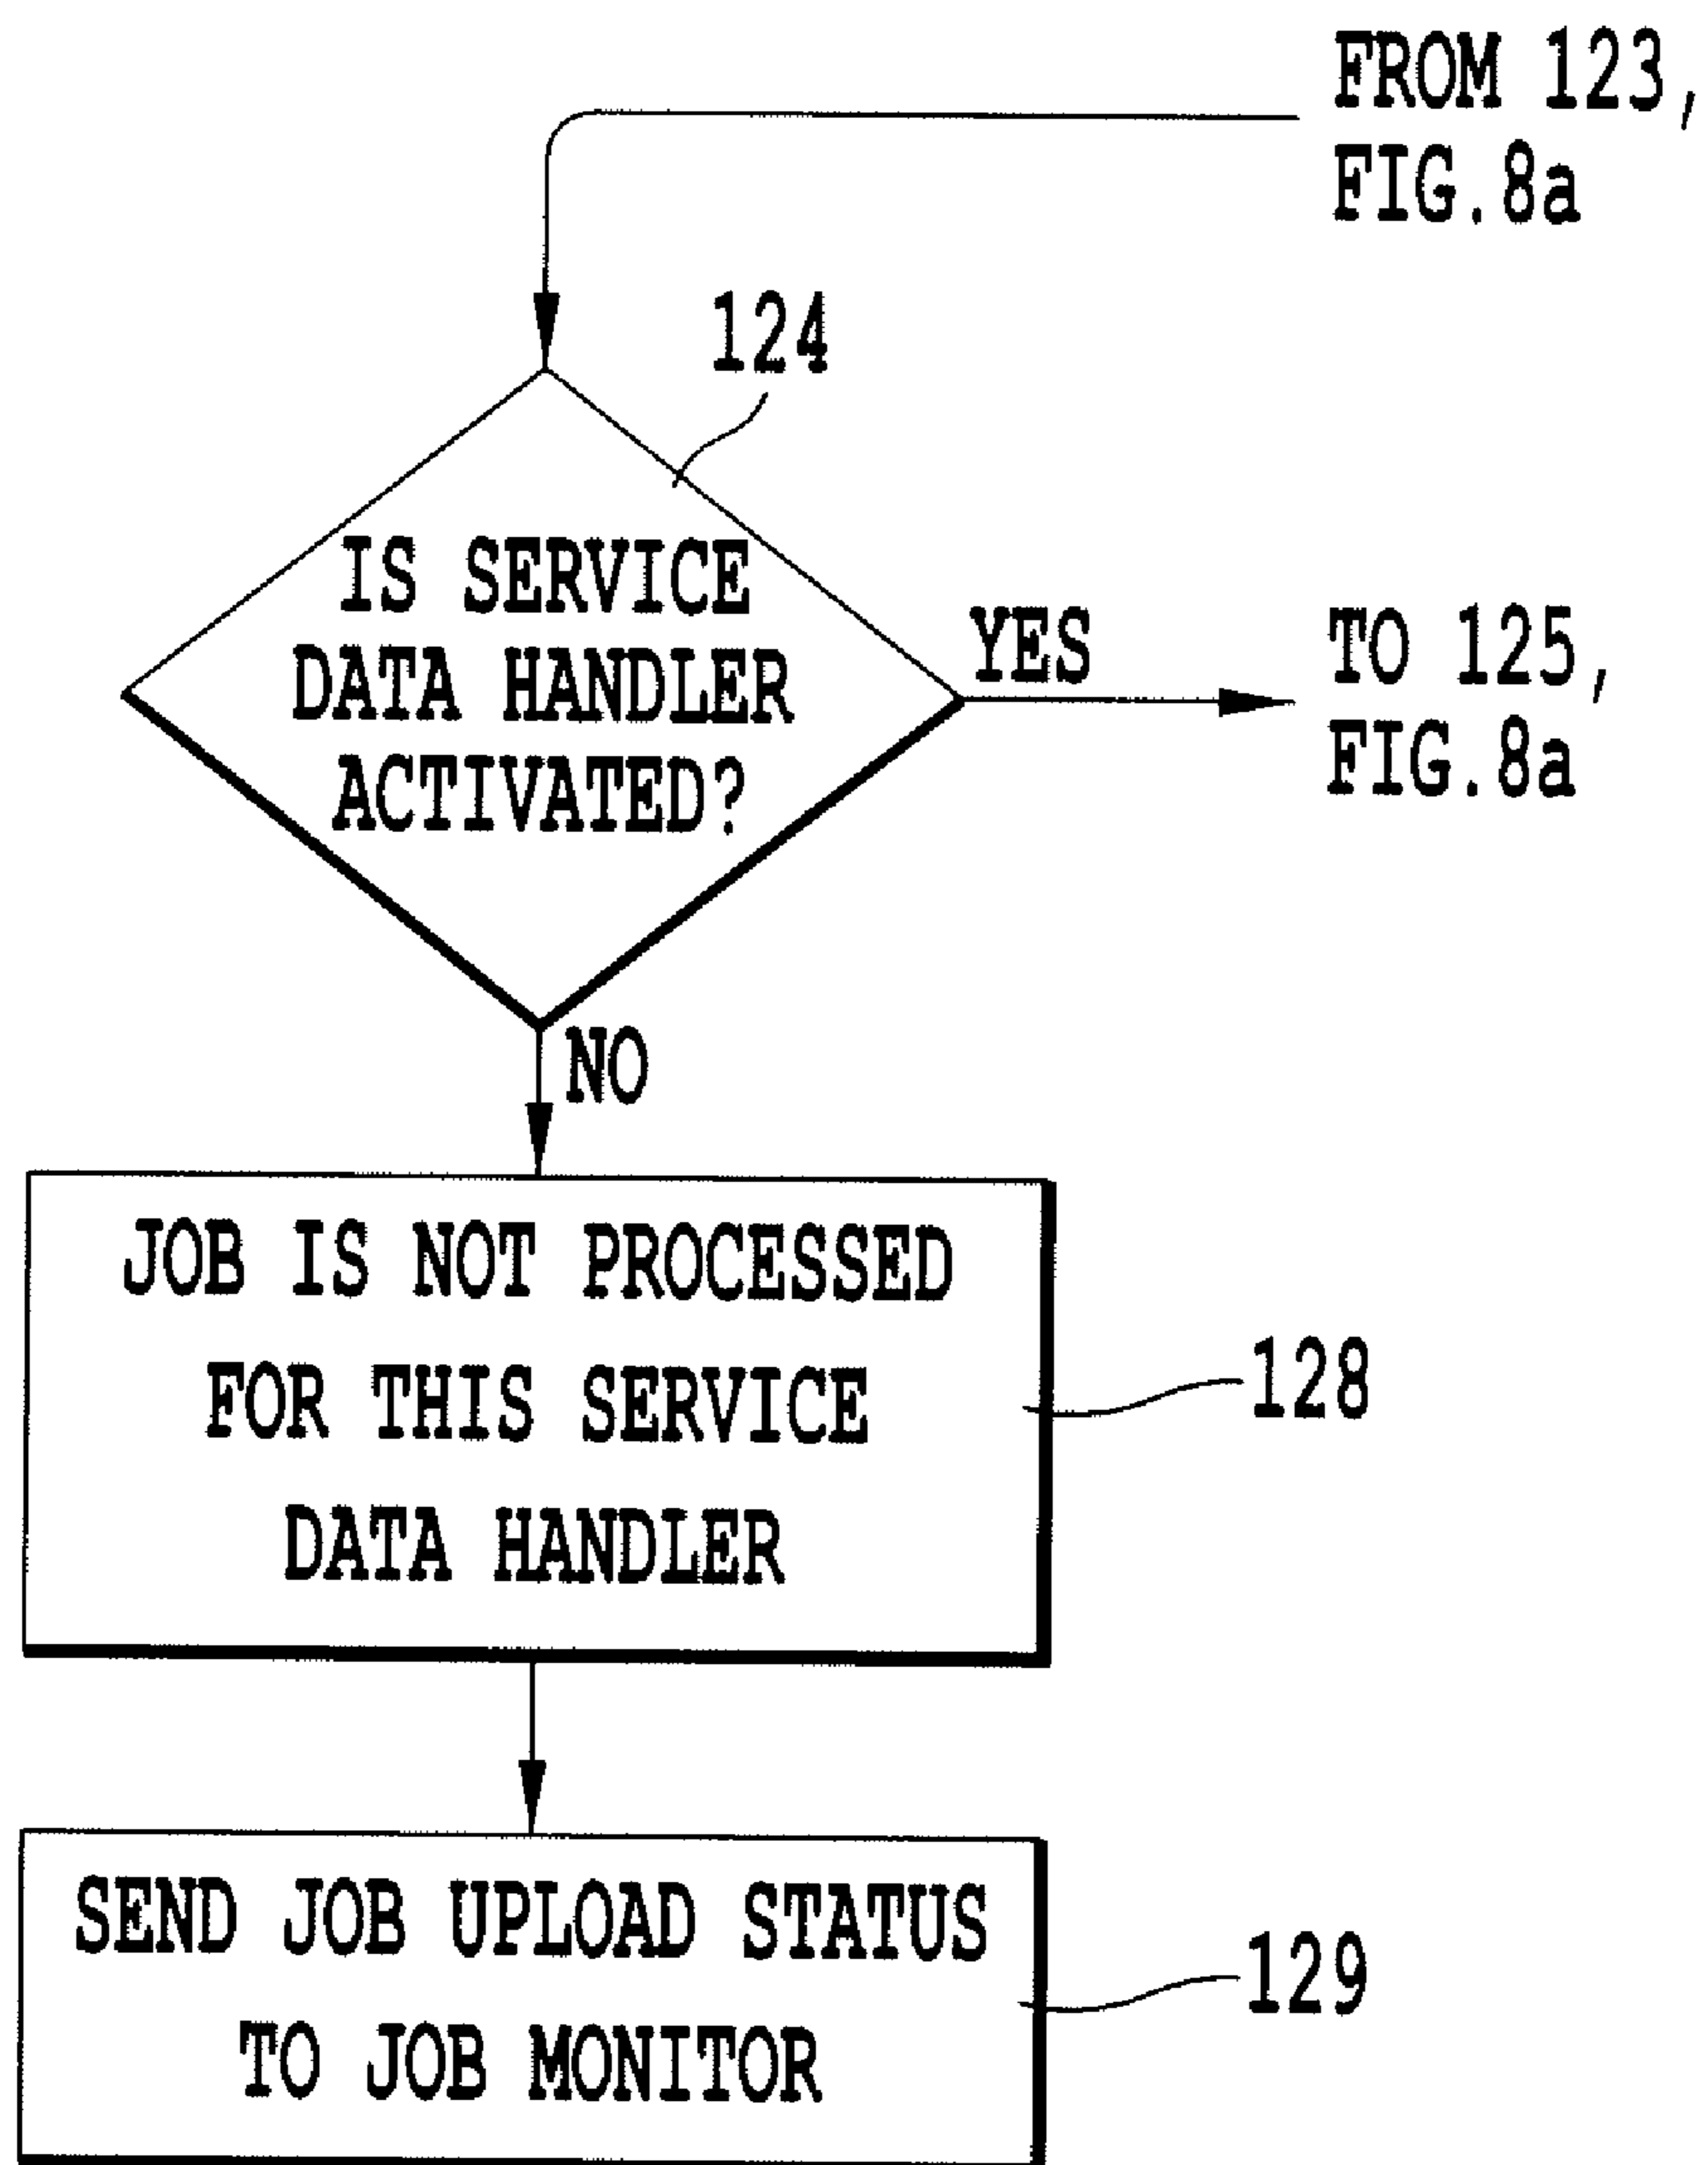 FROM 123,
FIG.8a
124
IS SERVICE
DATA HANDLER
ACTIVATED?
YES
TO 125,
FIG.8a
NO
JOB IS NOT PROCESSED
FOR THIS SERVICE
DATA HANDLER
128
SEND JOB UPLOAD STATUS
TO JOB MONITOR
129